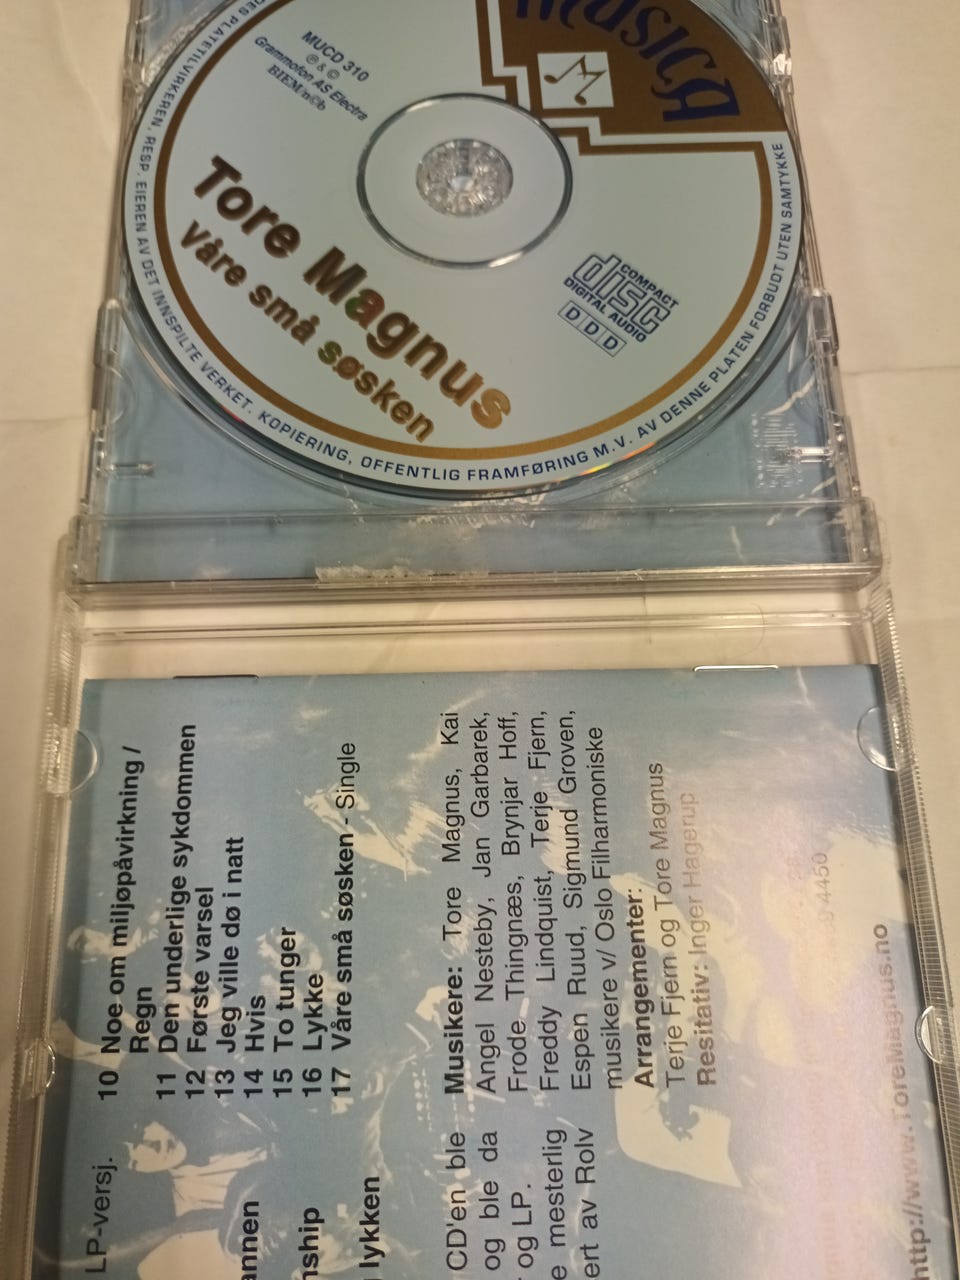 musica
MUCD 310
℗ & ©
Grammofon AS Electra
BIEM/n©b
Tore Magnus
Våre små søsken
COMPACT
disc
DIGITAL AUDIO
DDD
DES PLATETILVIRKEREN, RESP. EIEREN AV DET INNSPILTE VERKET. KOPIERING, OFFENTLIG FRAMFØRING M.V. AV DENNE PLATEN FORBUDT UTEN SAMTYKKE
LP-versj.
annen
nship
lykken
CD'en ble
og ble da
og LP.
e mesterlig
ert av Rolv
10 Noe om miljøpåvirkning /
Regn
11 Den underlige sykdommen
12 Første varsel
13 Jeg ville dø i natt
14 Hvis
15 To tunger
16 Lykke
17 Våre små søsken - Single
Musikere: Tore Magnus, Kai
Angel Nesteby, Jan Garbarek,
Frode Thingnæs, Brynjar Hoff,
Freddy Lindquist, Terje Fjern,
Espen Ruud, Sigmund Groven,
musikere v/ Oslo Filharmoniske
Arrangementer:
Terje Fjern og Tore Magnus
Resitativ: Inger Hagerup
4450
http://www.ToreMagnus.no